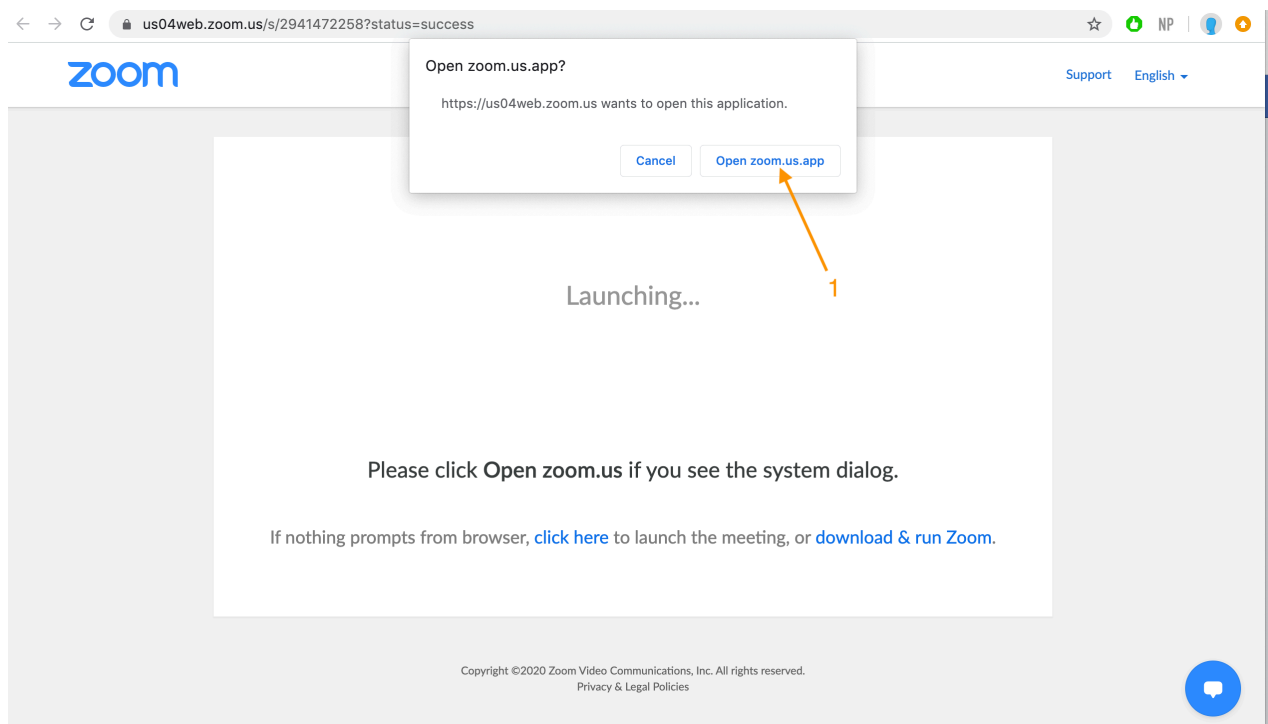 us04web.zoom.us/s/2941472258?status=success
NP
zoom
Support
English
Open zoom.us.app?
https://us04web.zoom.us wants to open this application.
Cancel
Open zoom.us.app
1
Launching...
Please click Open zoom.us if you see the system dialog.
If nothing prompts from browser, click here to launch the meeting, or download & run Zoom.
Copyright ©2020 Zoom Video Communications, Inc. All rights reserved.
Privacy & Legal Policies